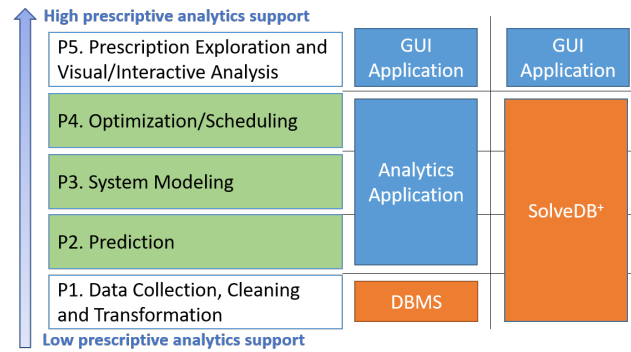 High prescriptive analytics support
P5. Prescription Exploration and
Visual/Interactive Analysis
GUI
Application
GUI
Application
P4. Optimization/Scheduling
P3. System Modeling
P2. Prediction
Analytics
Application
SolveDB⁺
P1. Data Collection, Cleaning
and Transformation
DBMS
Low prescriptive analytics support